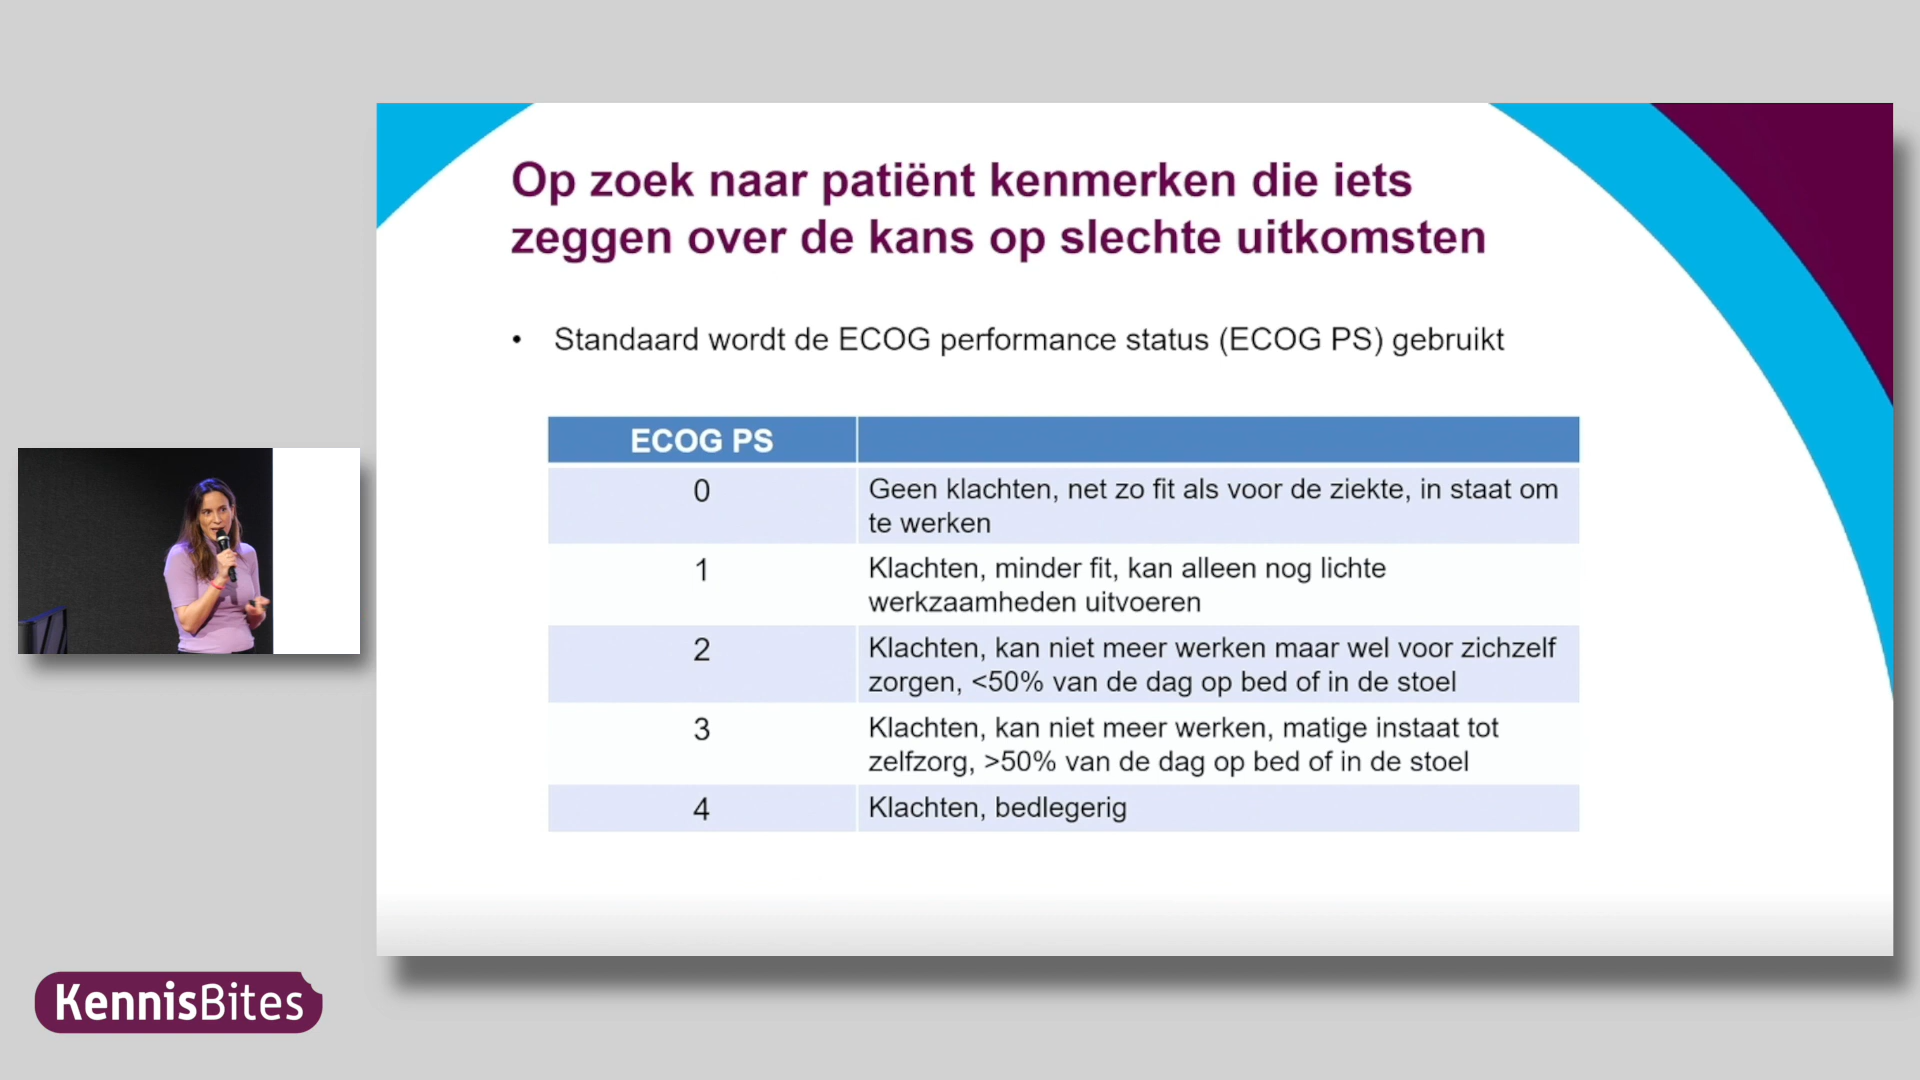 Op zoek naar patiënt kenmerken die iets
zeggen over de kans op slechte uitkomsten
• Standaard wordt de ECOG performance status (ECOG PS) gebruikt
ECOG PS
0
Geen klachten, net zo fit als voor de ziekte, in staat om
te werken
1
Klachten, minder fit, kan alleen nog lichte
werkzaamheden uitvoeren
2
Klachten, kan niet meer werken maar wel voor zichzelf
zorgen, <50% van de dag op bed of in de stoel
3
Klachten, kan niet meer werken, matige instaat tot
zelfzorg, >50% van de dag op bed of in de stoel
4
Klachten, bedlegerig
KennisBites